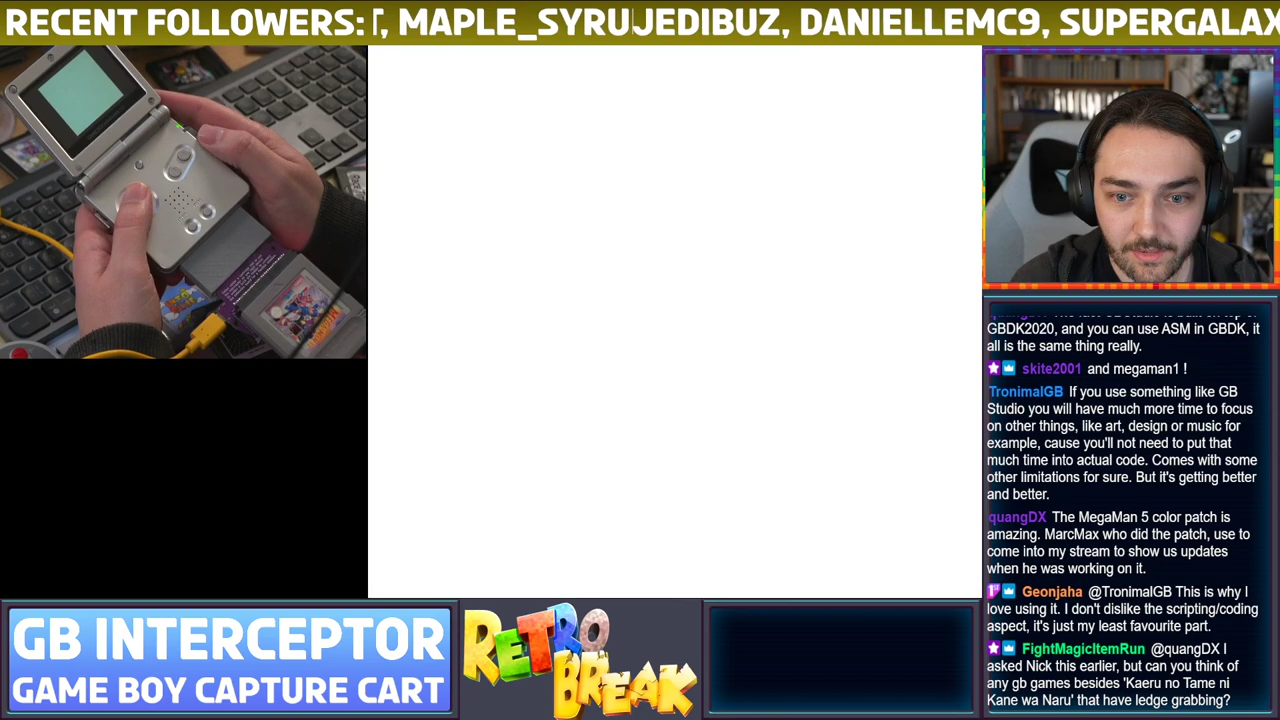 RECENT FOLLOWERS: , MAPLE_SYRU JEDIBUZ, DANIELLEMC9, SUPERGALAX
GBDK2020, and you can use ASM in GBDK, it
all is the same thing really.
skite2001 and megaman1 !
TronimalGB If you use something like GB
Studio you will have much more time to focus
on other things, like art, design or music for
example, cause you'll not need to put that
much time into actual code. Comes with some
other limitations for sure. But it's getting better
and better.
quangDX The MegaMan 5 color patch is
amazing. MarcMax who did the patch, use to
come into my stream to show us updates
when he was working on it.
Geonjaha @TronimalGB This is why I
love using it. I don't dislike the scripting/coding
aspect, it's just my least favourite part.
FightMagicItemRun @quangDX I
asked Nick this earlier, but can you think of
any gb games besides 'Kaeru no Tame ni
Kane wa Naru' that have ledge grabbing?
GB INTERCEPTOR
GAME BOY CAPTURE CART
RETRO
BREAK